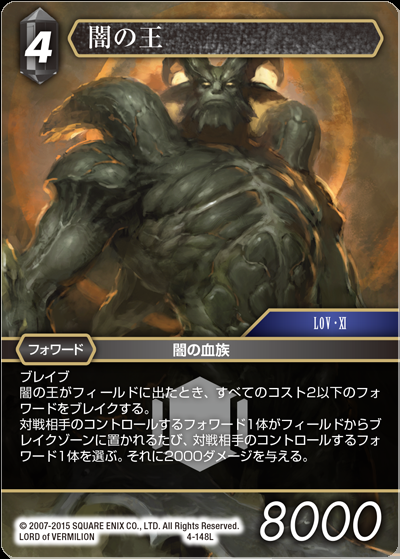 4
闇の王
LOV・XI
フォワード
闇の血族
ブレイブ
闇の王がフィールドに出たとき、すべてのコスト2以下のフォ
ワードをブレイクする。
対戦相手のコントロールするフォワード1体がフィールドからブ
レイクゾーンに置かれるたび、対戦相手のコントロールするフォ
ワード1体を選ぶ。それに2000ダメージを与える。
© 2007-2015 SQUARE ENIX CO., LTD. All Rights Reserved.
LORD of VERMILION
4-148L
8000